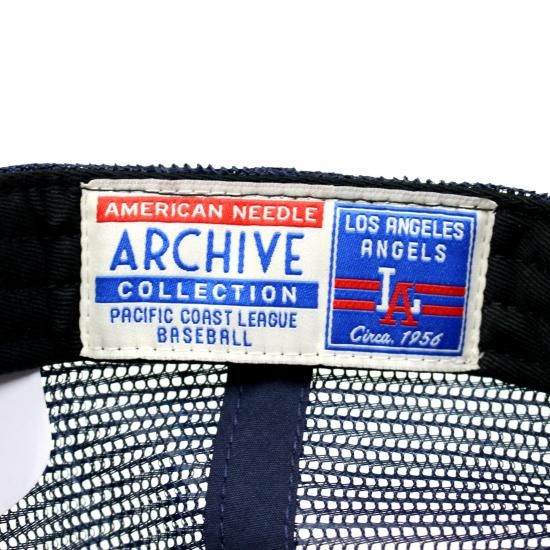 AMERICAN NEEDLE
ARCHIVE
COLLECTION
PACIFIC COAST LEAGUE
BASEBALL
LOS ANGELES
ANGELS
LA
Circa. 1956